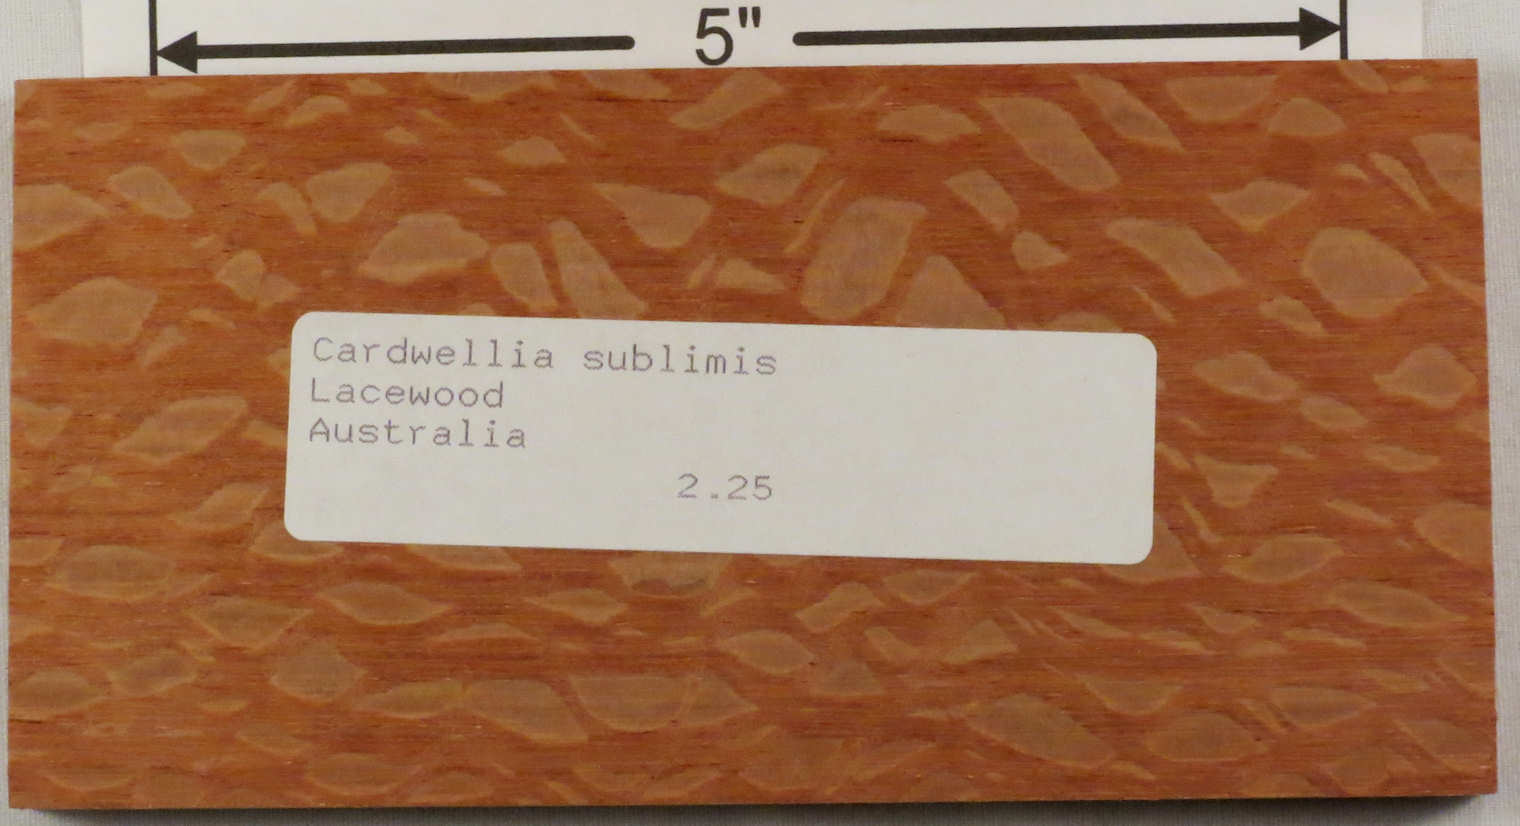 5"
Cardwellia sublimis
Lacewood
Australia
2.25